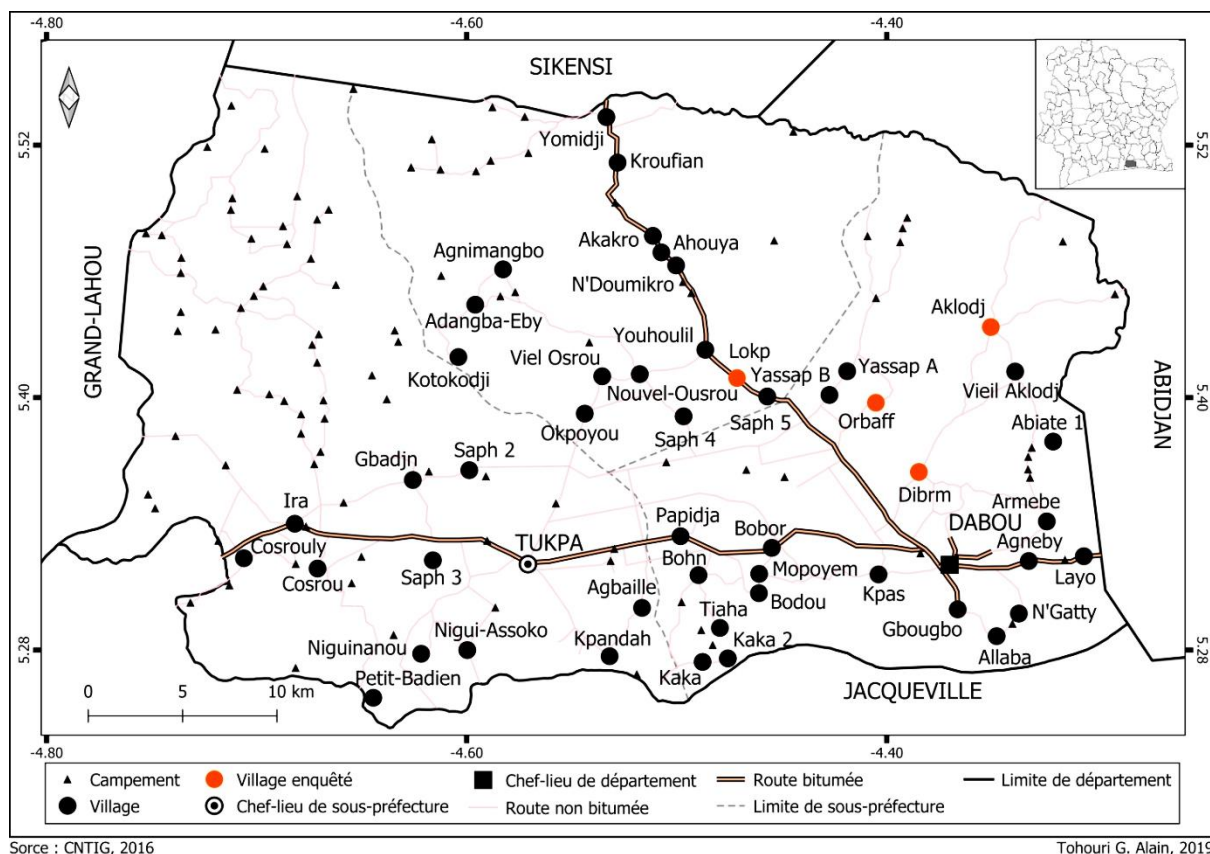 -4.80 -4.60 -4.40
SIKENSI
5.52 5.52
Yomidji
Kroufian
Akakro Ahouya
Agnimangbo
N'Doumikro
Aklodj
Adangba-Eby
GRAND-LAHOU
Youhoulil
Viel Osrou Lokp
Yassap A
Kotokodji Yassap B
Vieil Aklodj
ABIDJAN
5.40 5.40
Nouvel-Ousrou
Okpoyou Saph 4 Saph 5 Orbaff Abiate 1
Gbadjn Saph 2
Dibrm
Ira Armebe
Papidja Bobor DABOU
TUKPA Agneby
Cosrouly Bohn
Cosrou Saph 3 Mopoyem Layo
Agbaille Kpas
Tiaha Bodou N'Gatty
Gbougbo
Niguinanou Nigui-Assoko Kpandah Kaka 2
5.28 Allaba 5.28
Petit-Badien Kaka
JACQUEVILLE
0 5 10 km
-4.80 -4.60 -4.40
Campement Village enquêté Chef-lieu de département Route bitumée Limite de département
Village Chef-lieu de sous-préfecture Route non bitumée Limite de sous-préfecture
Sorce : CNTIG, 2016 Tohouri G. Alain, 2019